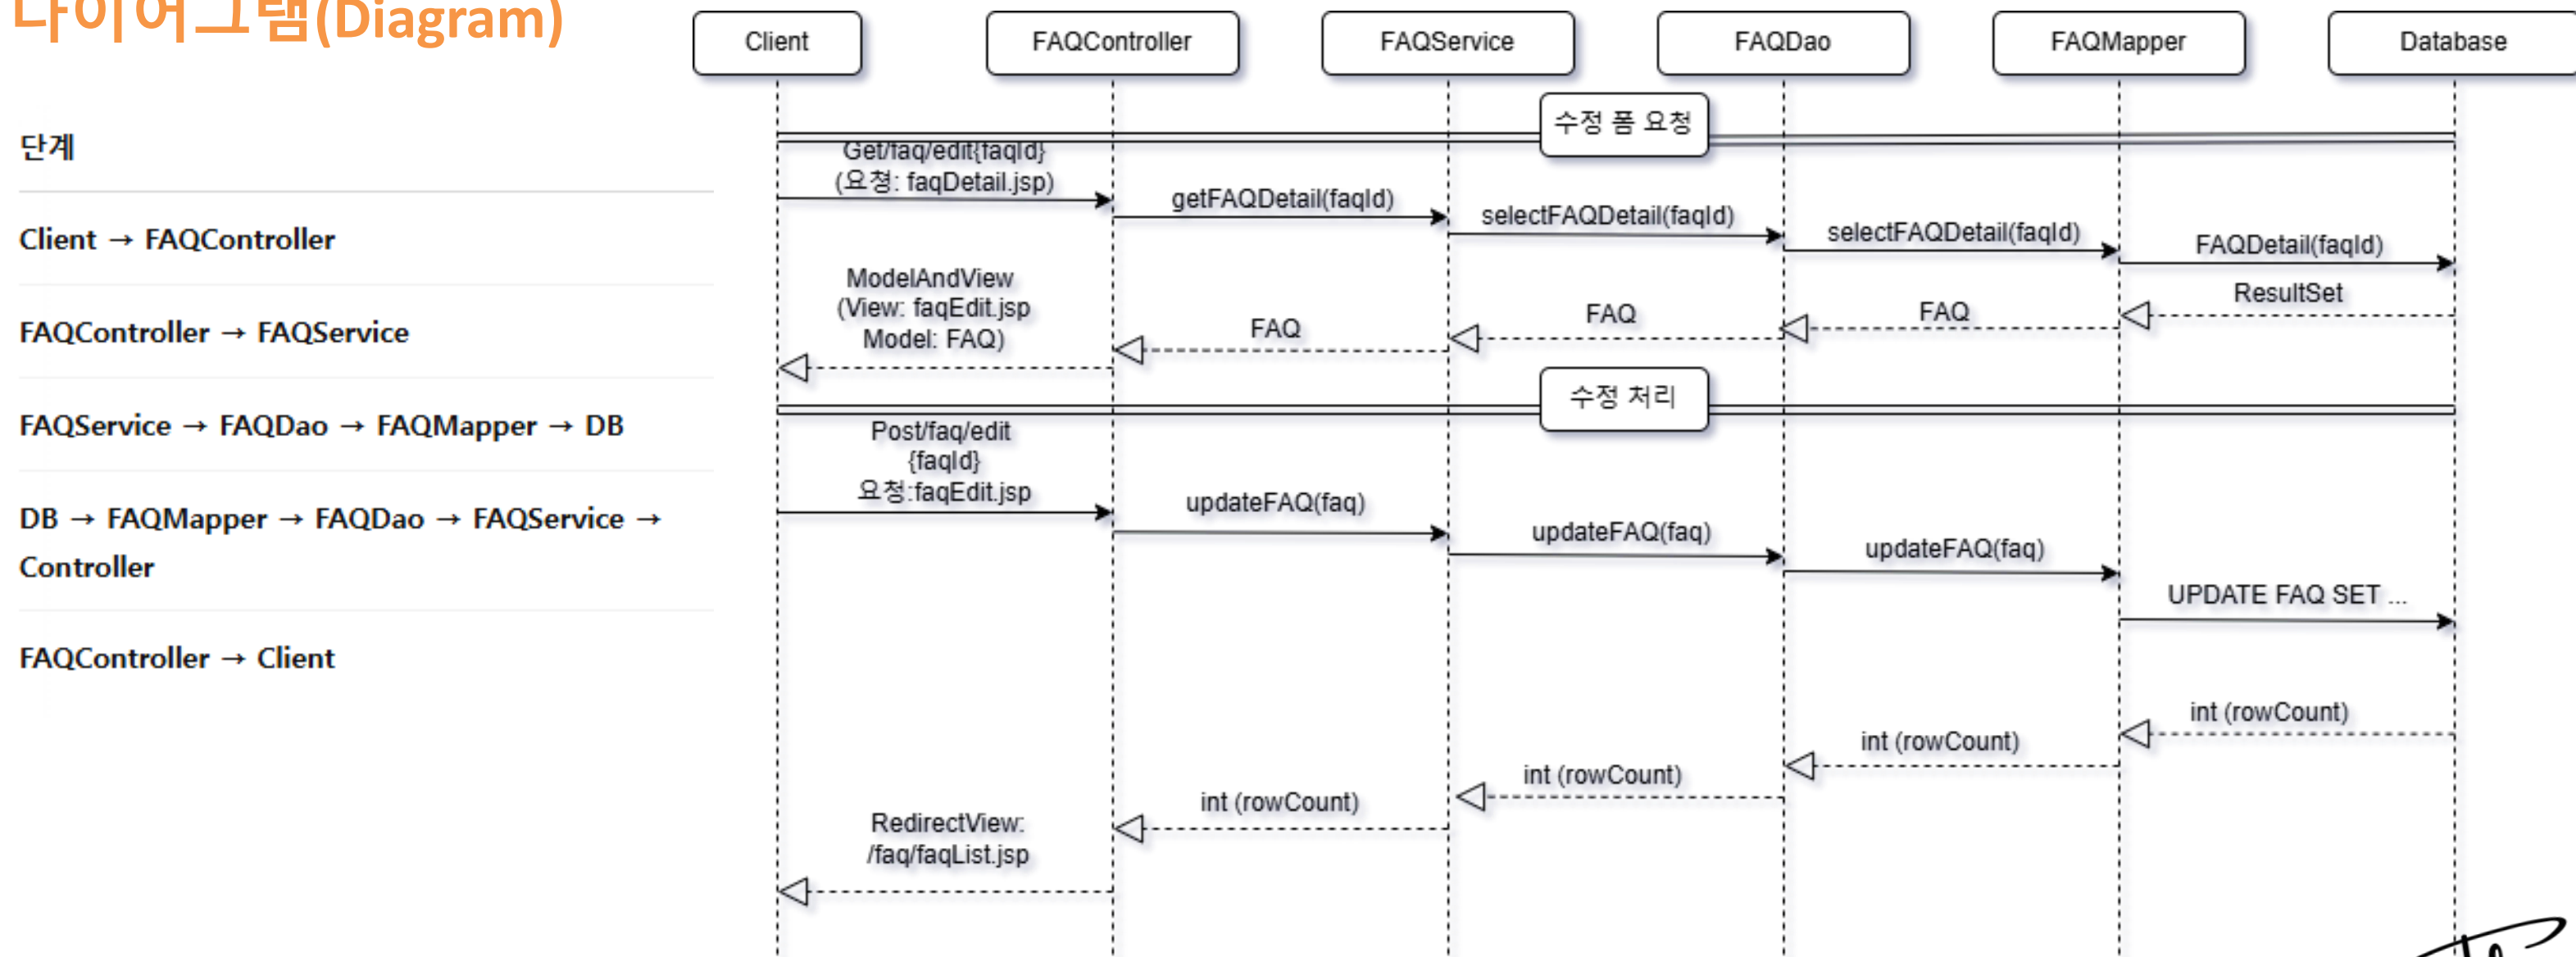 다이어그램(Diagram)
단계
Client → FAQController
FAQController → FAQService
FAQService → FAQDao → FAQMapper → DB
DB → FAQMapper → FAQDao → FAQService →
Controller
FAQController → Client
Client
FAQController
FAQService
FAQDao
FAQMapper
Database
수정 폼 요청
Get/faq/edit{faqId}
(요청: faqDetail.jsp)
getFAQDetail(faqId)
selectFAQDetail(faqId)
selectFAQDetail(faqId)
FAQDetail(faqId)
ResultSet
FAQ
FAQ
FAQ
ModelAndView
(View: faqEdit.jsp
Model: FAQ)
수정 처리
Post/faq/edit
{faqId}
요청:faqEdit.jsp
updateFAQ(faq)
updateFAQ(faq)
updateFAQ(faq)
UPDATE FAQ SET ...
int (rowCount)
int (rowCount)
int (rowCount)
int (rowCount)
RedirectView:
/faq/faqList.jsp